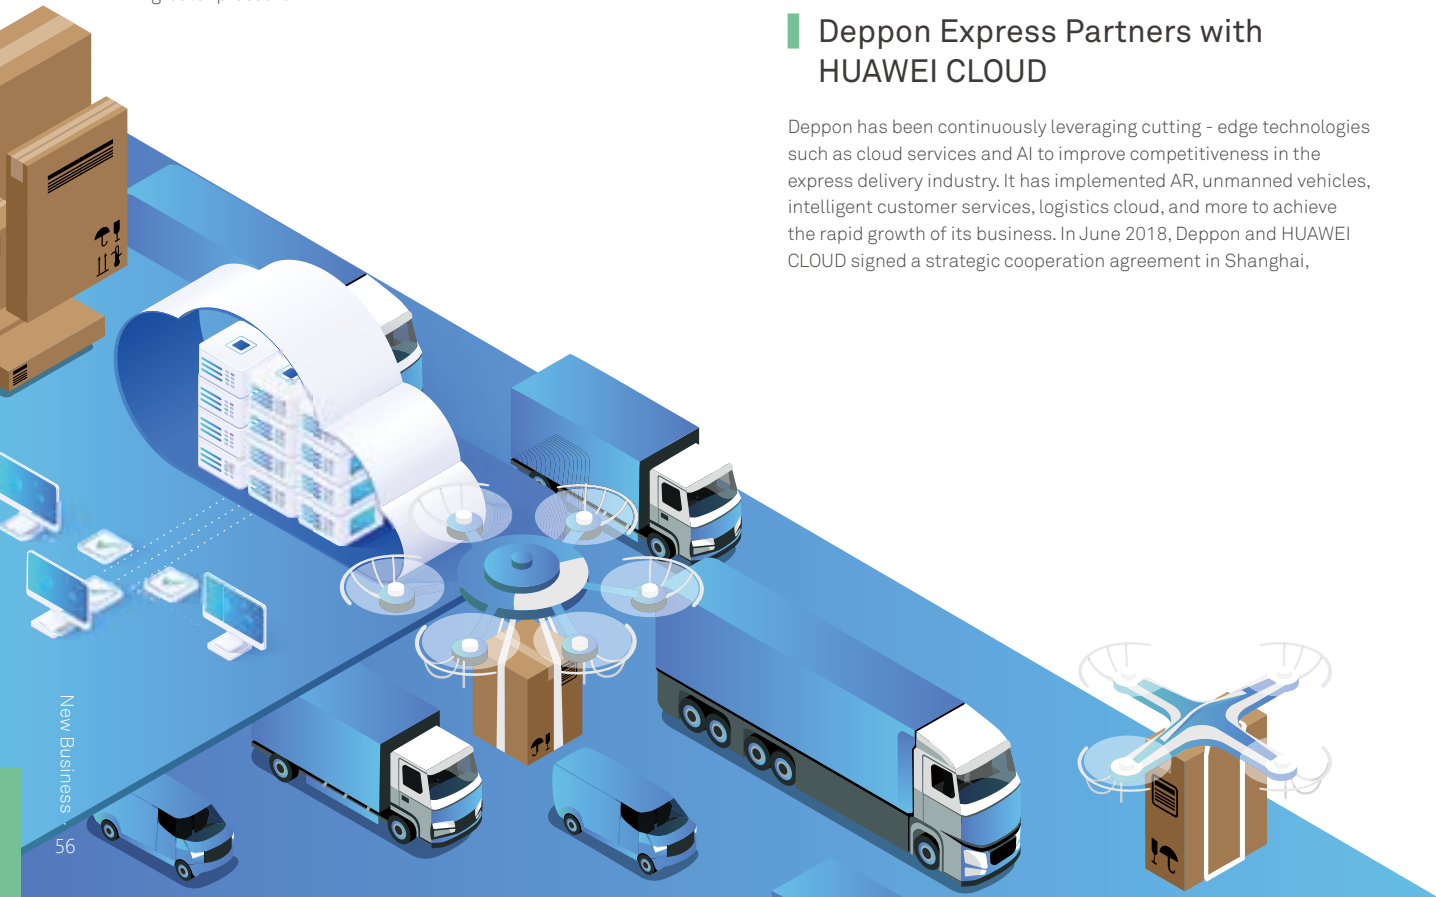 Deppon Express Partners with
HUAWEI CLOUD
Deppon has been continuously leveraging cutting - edge technologies
such as cloud services and AI to improve competitiveness in the
express delivery industry. It has implemented AR, unmanned vehicles,
intelligent customer services, logistics cloud, and more to achieve
the rapid growth of its business. In June 2018, Deppon and HUAWEI
CLOUD signed a strategic cooperation agreement in Shanghai,
New Business .
56